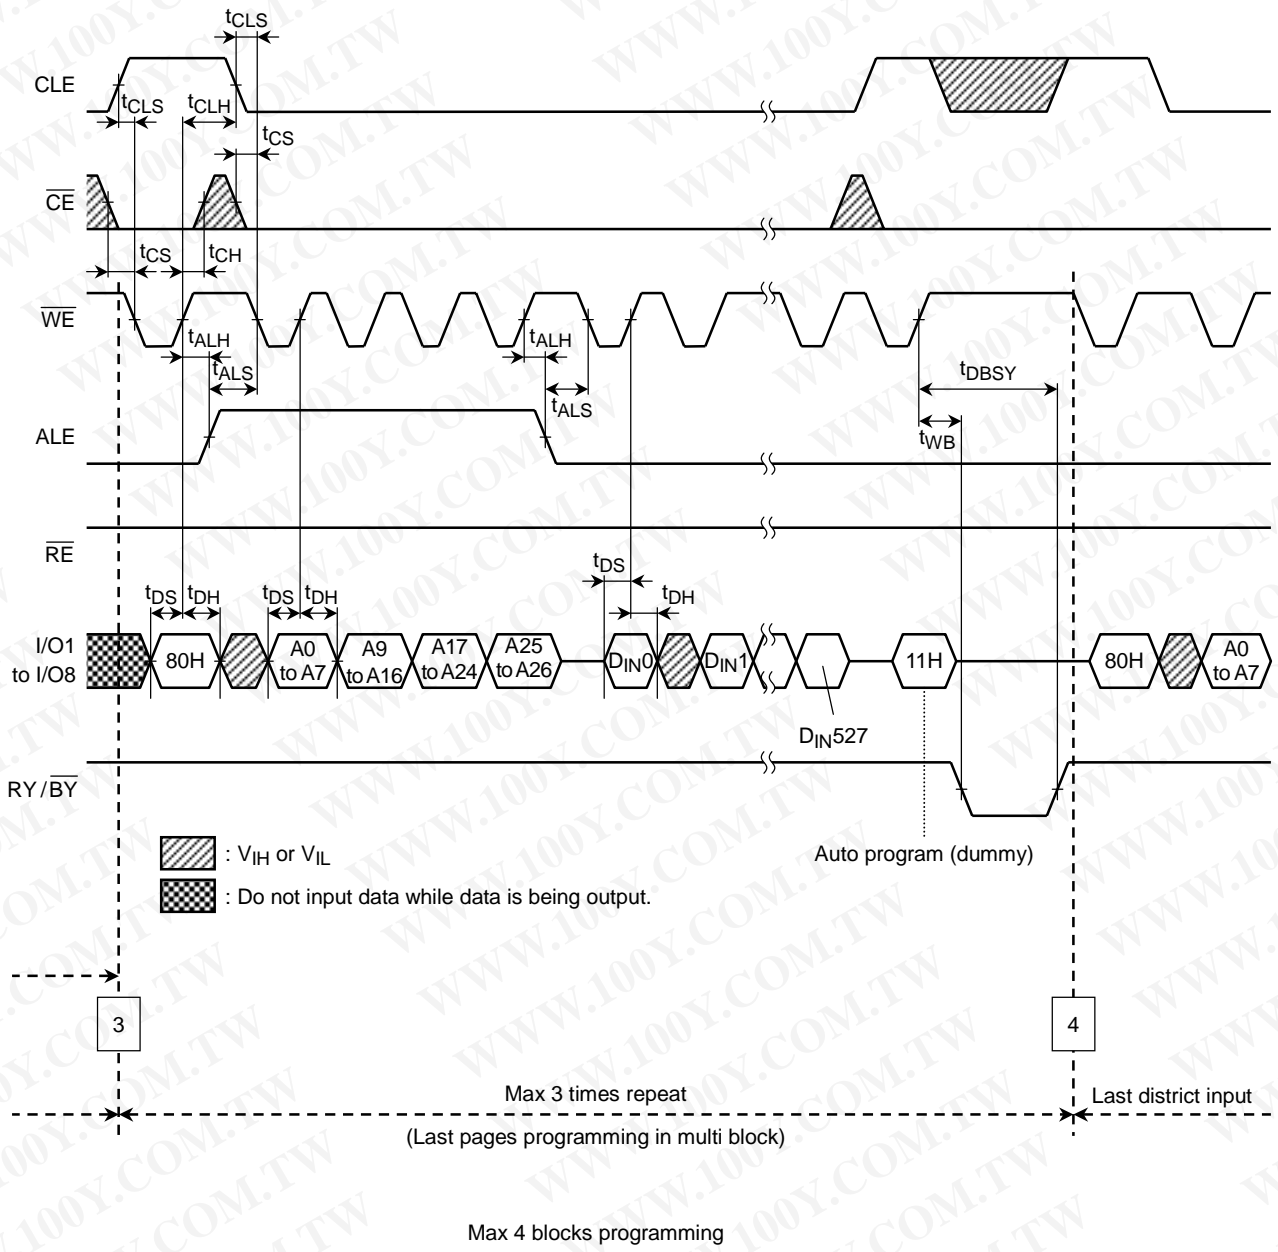 tCLS
CLE
tCLS
tCLH
tCS
CE
tCS
tCH
WE
tALH
tALH
tALS
tALS
tDBSY
tWB
ALE
RE
tDS
tDH
tDS
tDH
tDS
tDH
I/O1
to I/O8
80H
A0
to A7
A9
to A16
A17
to A24
A25
to A26
DIN0
DIN1
DIN527
11H
80H
A0
to A7
RY/BY
: VIH or VIL
: Do not input data while data is being output.
Auto program (dummy)
3
4
Max 3 times repeat
(Last pages programming in multi block)
Last district input
Max 4 blocks programming
WWW.100Y.COM.TW